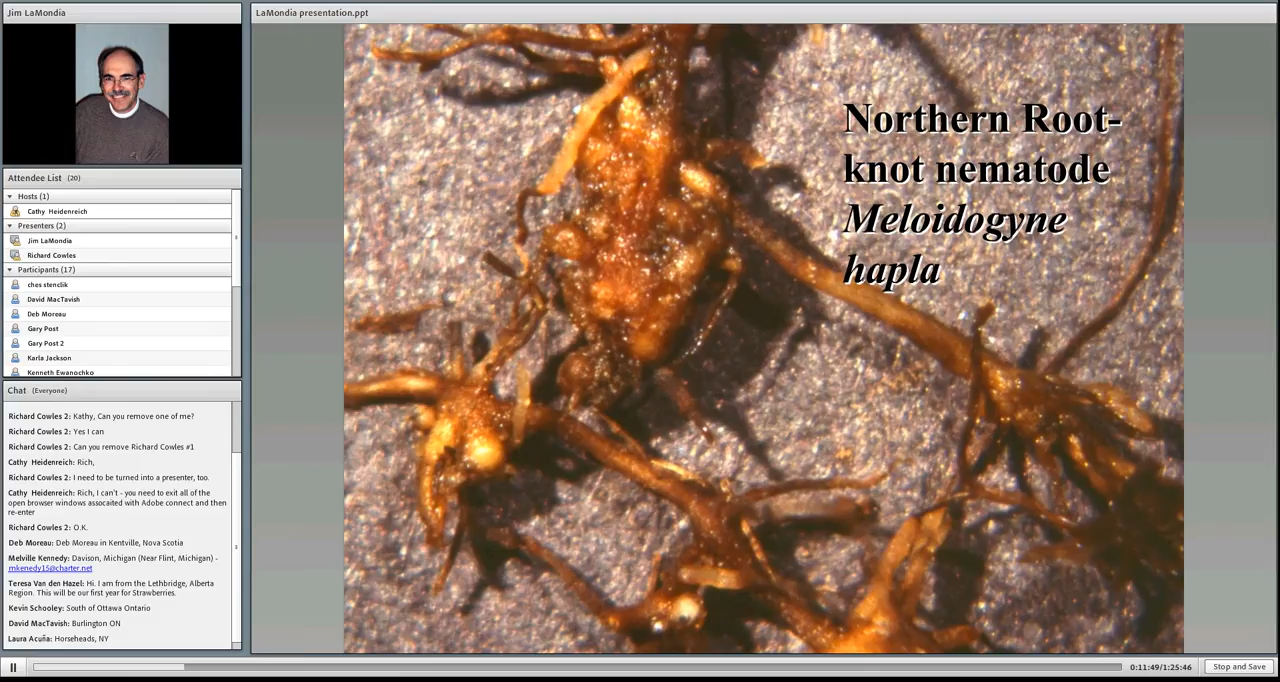 Jim LaMondia
Attendee List (20)
Hosts (1)
Cathy Heidenreich
Presenters (2)
Jim LaMondia
Richard Cowles
Participants (17)
ches stenclik
David MacTavish
Deb Moreau
Gary Post
Gary Post 2
Karla Jackson
Kenneth Ewanochko
Chat (Everyone)
Richard Cowles 2: Kathy, Can you remove one of me?
Richard Cowles 2: Yes I can
Richard Cowles 2: Can you remove Richard Cowles #1
Cathy Heidenreich: Rich,
Richard Cowles 2: I need to be turned into a presenter, too.
Cathy Heidenreich: Rich, I can't - you need to exit all of the
open browser windows assocaited with Adobe connect and then
re-enter
Richard Cowles 2: O.K.
Deb Moreau: Deb Moreau in Kentville, Nova Scotia
Melville Kennedy: Davison, Michigan (Near Flint, Michigan) -
mkenedy15@charter.net
Teresa Van den Hazel: Hi. I am from the Lethbridge, Alberta
Region. This will be our first year for Strawberries.
Kevin Schooley: South of Ottawa Ontario
David MacTavish: Burlington ON
Laura Acuña: Horseheads, NY
LaMondia presentation.ppt
Northern Root-
knot nematode
Meloidogyne
hapla
0:11:49/1:25:46
Stop and Save